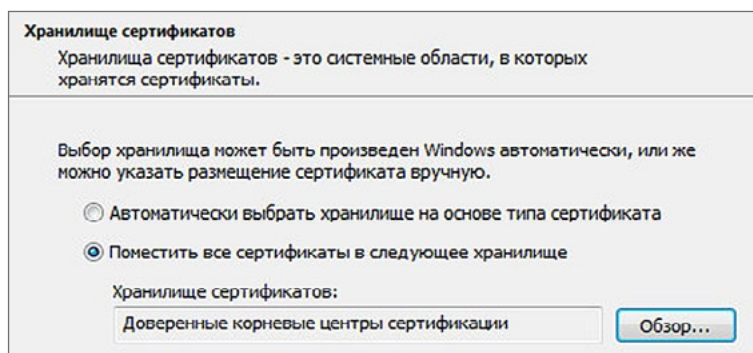 Хранилище сертификатов
Хранилища сертификатов - это системные области, в которых
хранятся сертификаты.
Выбор хранилища может быть произведен Windows автоматически, или же
можно указать размещение сертификата вручную.
Автоматически выбрать хранилище на основе типа сертификата
Поместить все сертификаты в следующее хранилище
Хранилище сертификатов:
Доверенные корневые центры сертификации
Обзор...